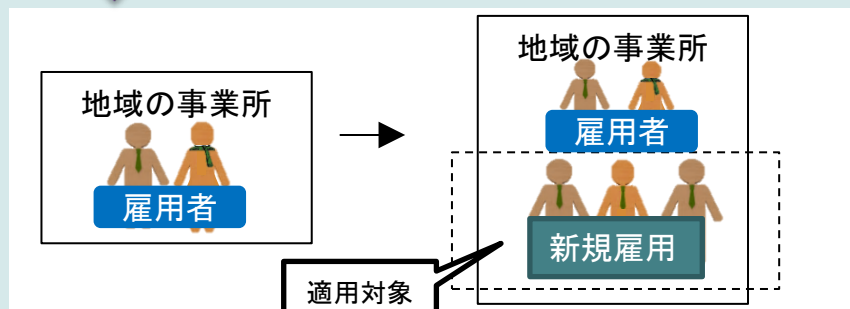 地域の事業所
雇用者
地域の事業所
雇用者
新規雇用
適用対象